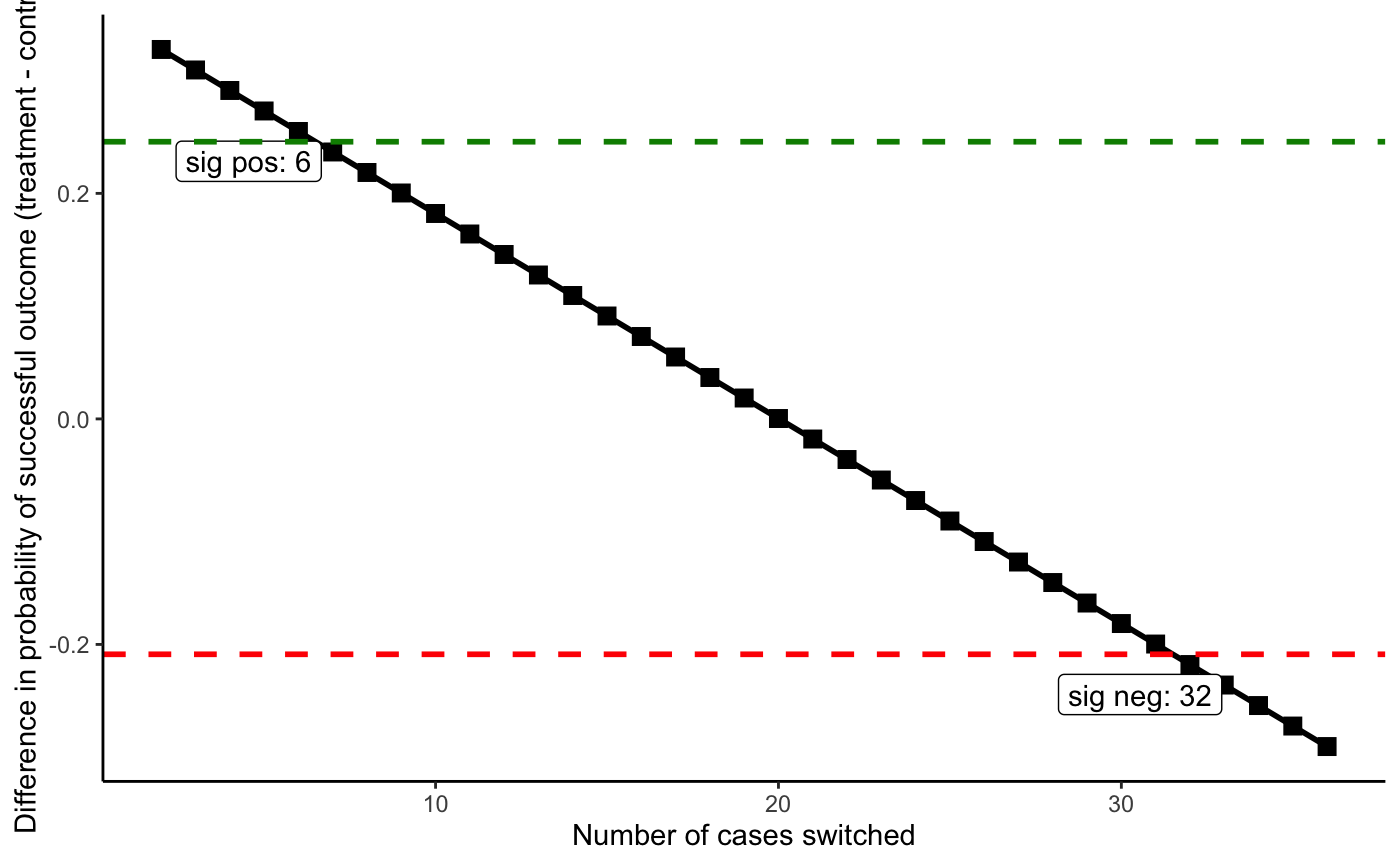 Difference in probability of successful outcome (treatment -
0.2
0.0
-0.2
sig pos: 6
sig neg: 32
10 20 30
Number of cases switched